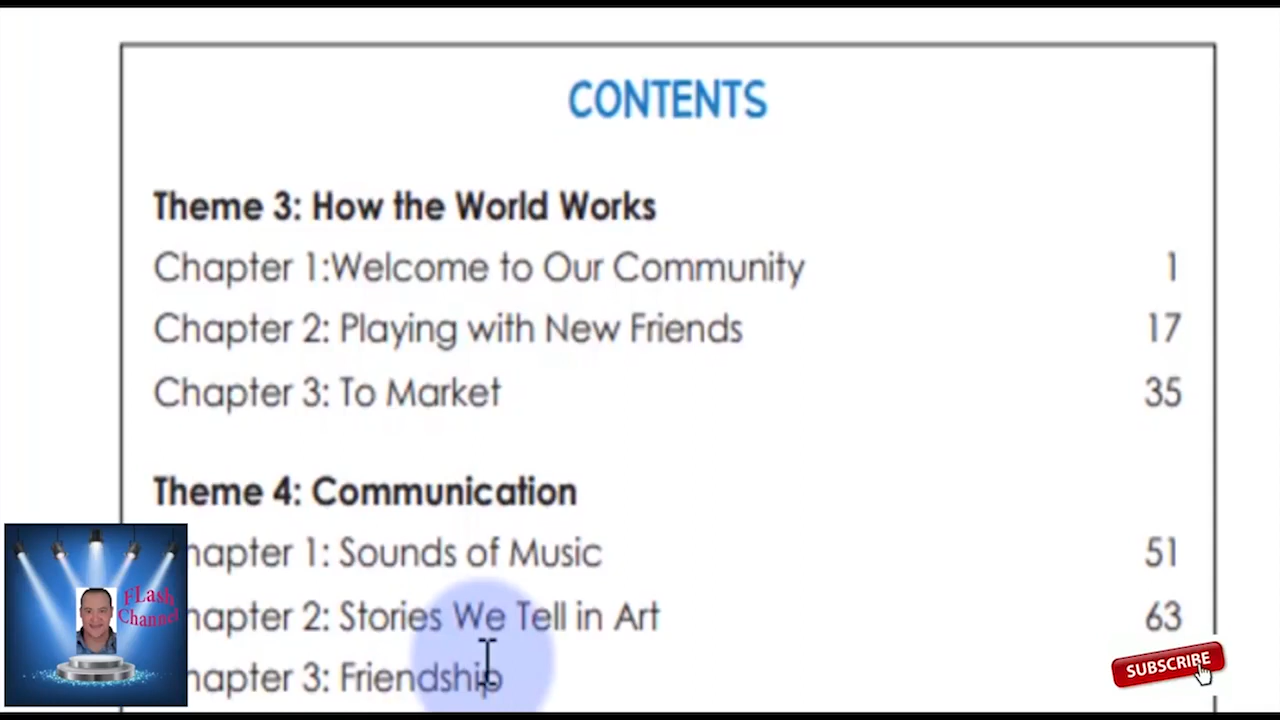 CONTENTS
Theme 3: How the World Works
Chapter 1:Welcome to Our Community 1
Chapter 2: Playing with New Friends 17
Chapter 3: To Market 35
Theme 4: Communication
hapter 1: Sounds of Music 51
hapter 2: Stories We Tell in Art 63
hapter 3: Friendship
FLash
Channel
SUBSCRIBE